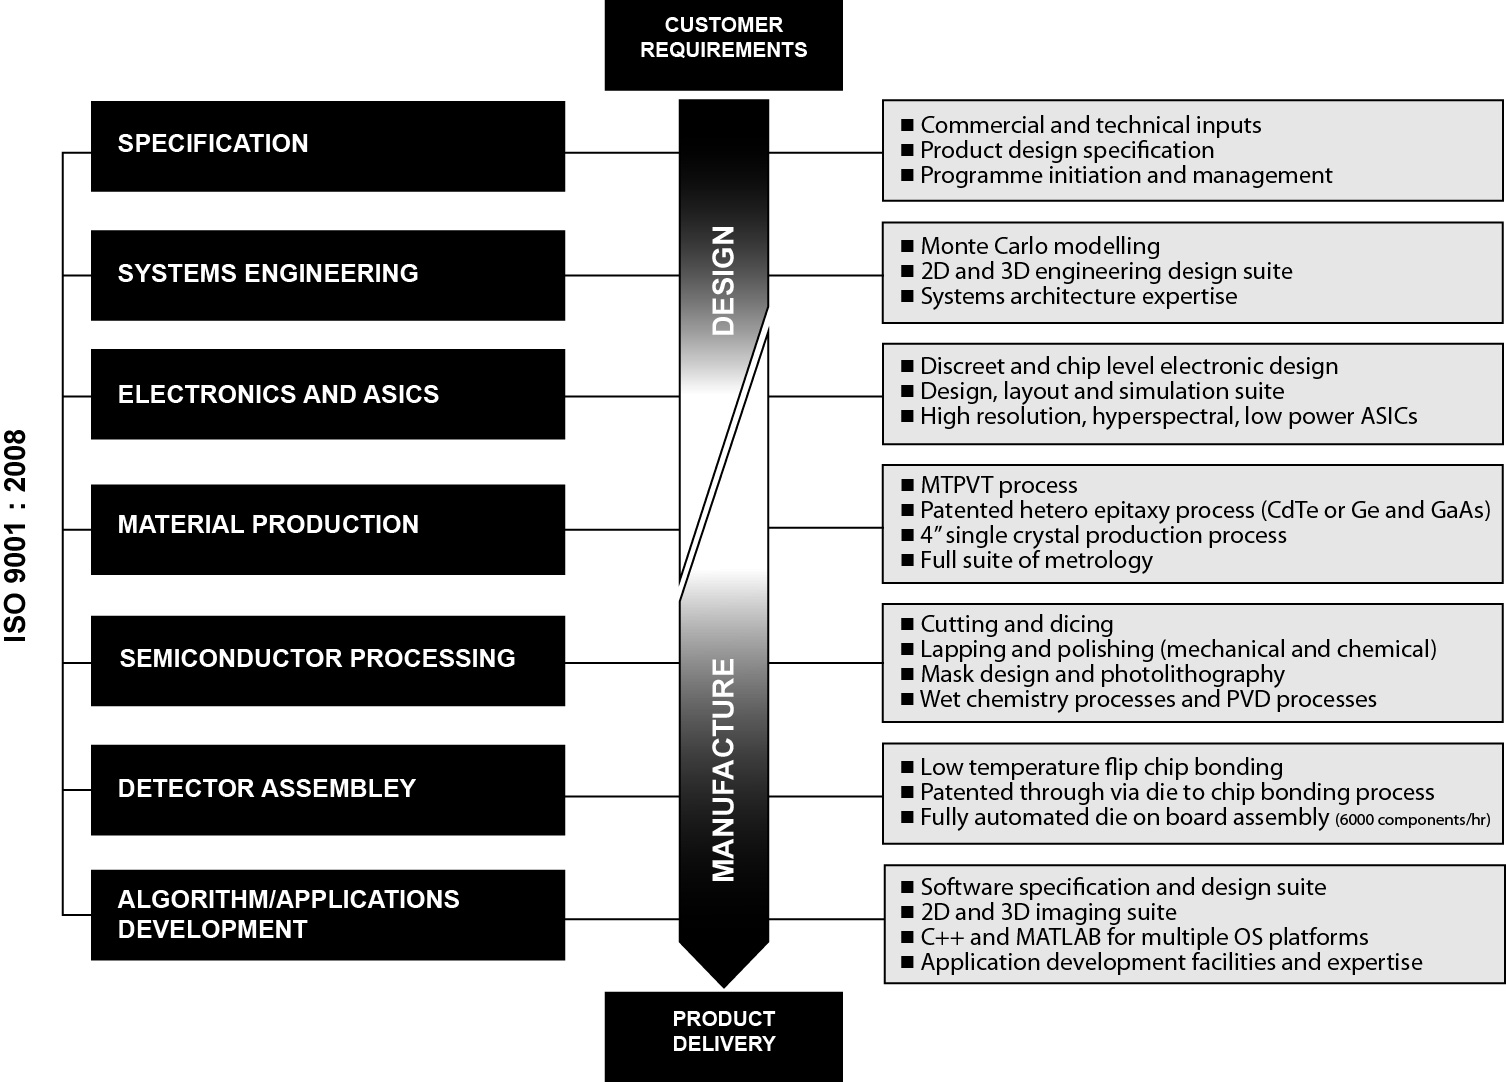 CUSTOMER
REQUIREMENTS
ISO 9001 : 2008
DESIGN
MANUFACTURE
SPECIFICATION
■ Commercial and technical inputs
■ Product design specification
■ Programme initiation and management
SYSTEMS ENGINEERING
■ Monte Carlo modelling
■ 2D and 3D engineering design suite
■ Systems architecture expertise
ELECTRONICS AND ASICS
■ Discreet and chip level electronic design
■ Design, layout and simulation suite
■ High resolution, hyperspectral, low power ASICs
MATERIAL PRODUCTION
■ MTPVT process
■ Patented hetero epitaxy process (CdTe or Ge and GaAs)
■ 4” single crystal production process
■ Full suite of metrology
SEMICONDUCTOR PROCESSING
■ Cutting and dicing
■ Lapping and polishing (mechanical and chemical)
■ Mask design and photolithography
■ Wet chemistry processes and PVD processes
DETECTOR ASSEMBLEY
■ Low temperature flip chip bonding
■ Patented through via die to chip bonding process
■ Fully automated die on board assembly (6000 components/hr)
ALGORITHM/APPLICATIONS
DEVELOPMENT
■ Software specification and design suite
■ 2D and 3D imaging suite
■ C++ and MATLAB for multiple OS platforms
■ Application development facilities and expertise
PRODUCT
DELIVERY